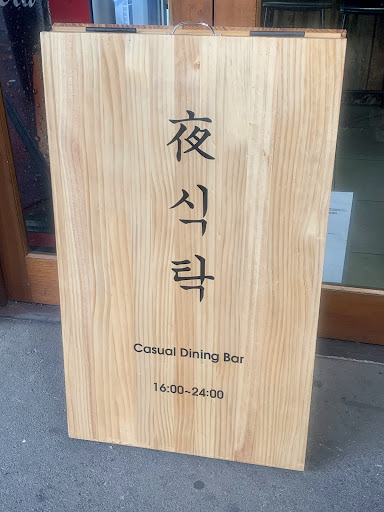 夜
식
탁
Casual Dining Bar
16:00~24:00